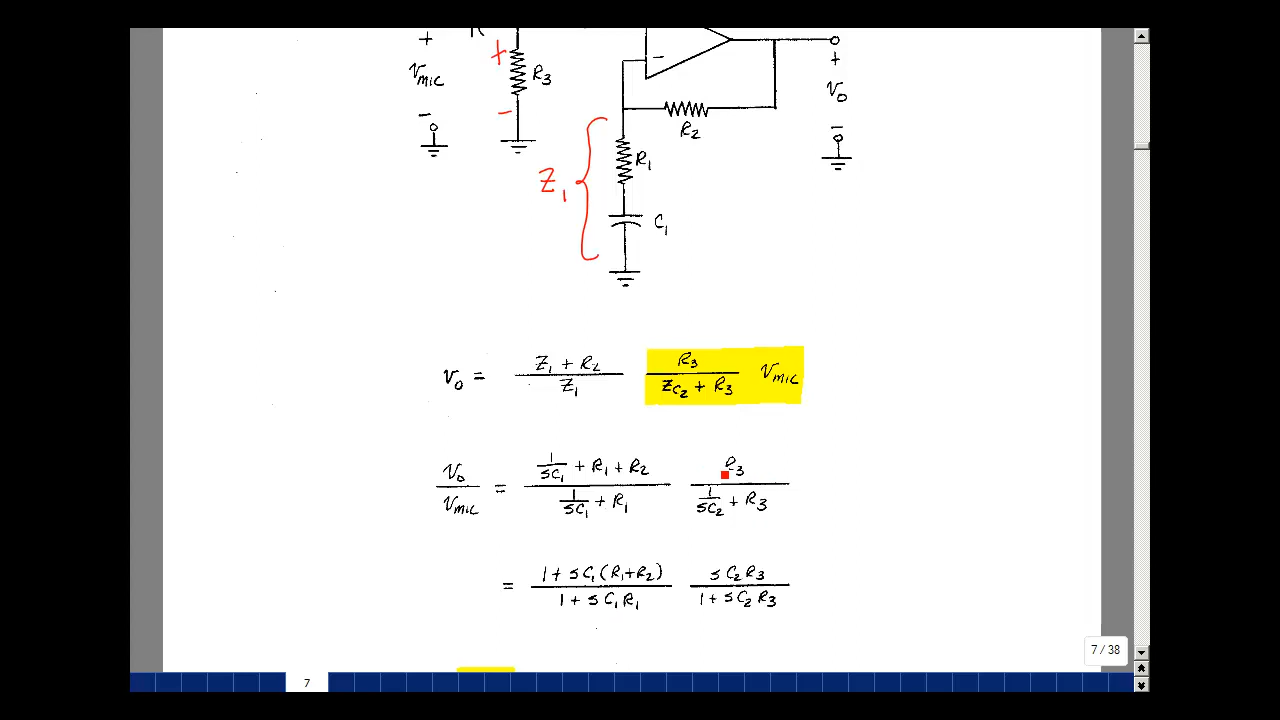 +
+
R3
Vmic
-
-
-
+
Vo
-
R2
R1
Z1
C1
Vo = (Z1 + R2) / Z1 R3 / (ZC2 + R3) Vmic
Vo / Vmic = (1/(sC1) + R1 + R2) / (1/(sC1) + R1) R3 / (1/(sC2) + R3)
= (1 + sC1(R1+R2)) / (1 + sC1R1) sC2R3 / (1 + sC2R3)
7 / 38
7